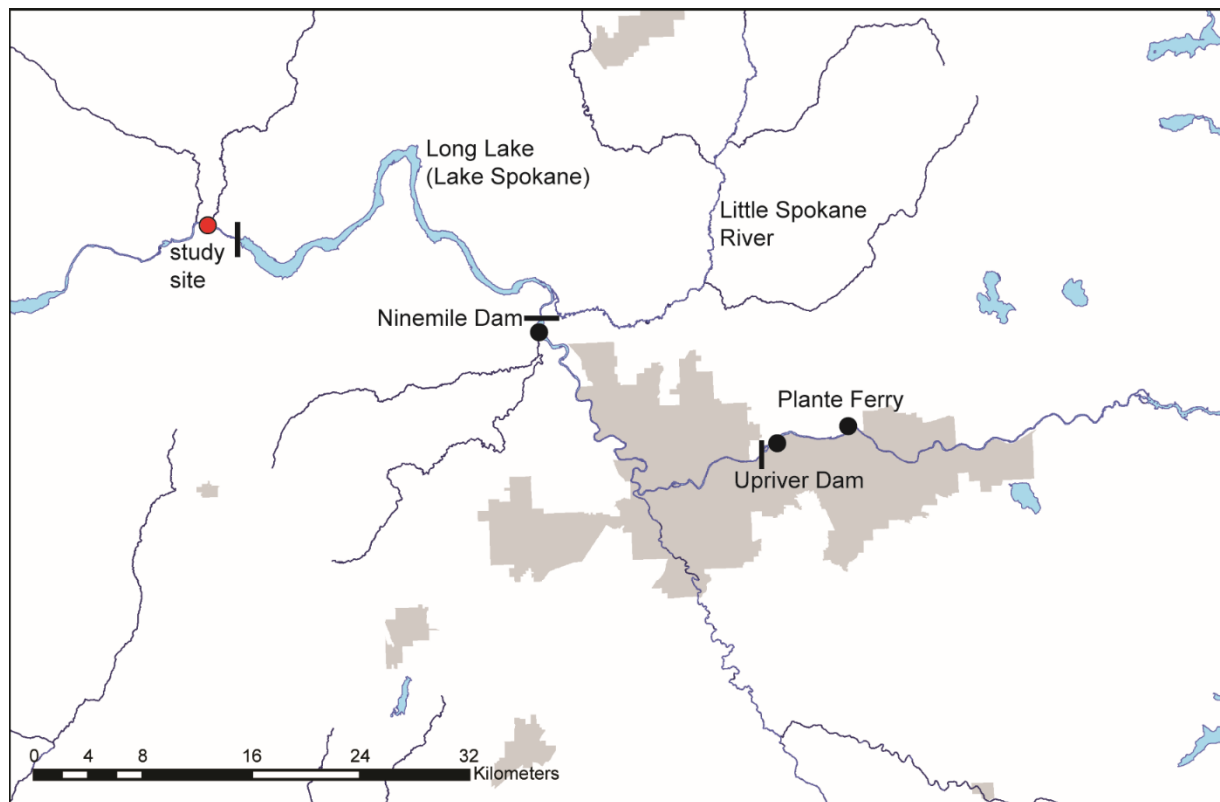 Long Lake
(Lake Spokane)
Little Spokane
River
study
site
Ninemile Dam
Plante Ferry
Upriver Dam
0 4 8 16 24 32
Kilometers